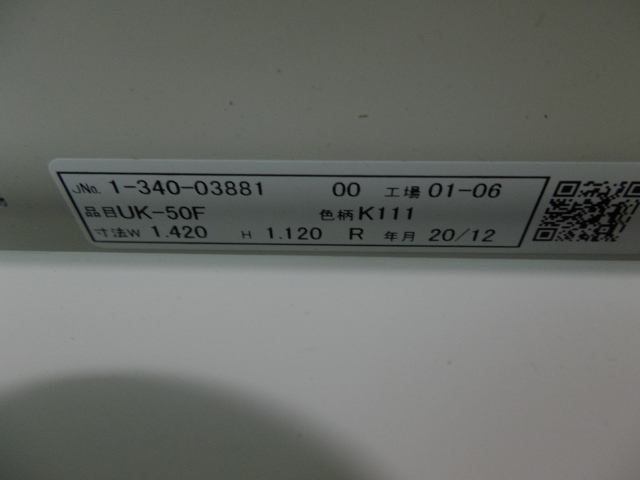 JNo. 1-340-03881 00 工場 01-06
品目 UK-50F 色柄 K111
寸法W 1.420 H 1.120 R 年月 20/12